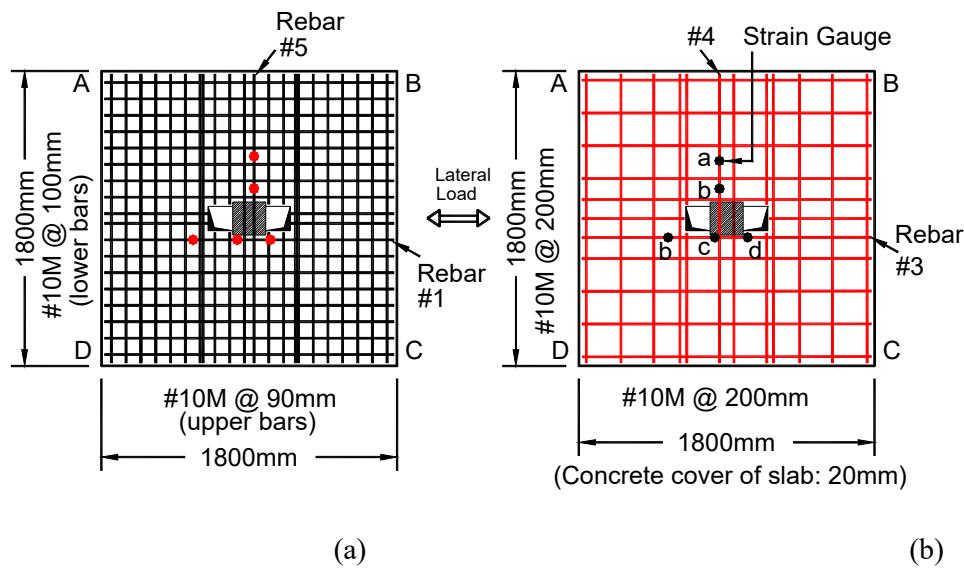 Rebar
#5
A
B
1800mm
#10M @ 100mm
(lower bars)
D
C
Rebar
#1
#10M @ 90mm
(upper bars)
1800mm
Lateral
Load
#4
Strain Gauge
A
B
1800mm
#10M @ 200mm
a
b
b
c
d
Rebar
#3
D
C
#10M @ 200mm
1800mm
(Concrete cover of slab: 20mm)
(a)
(b)